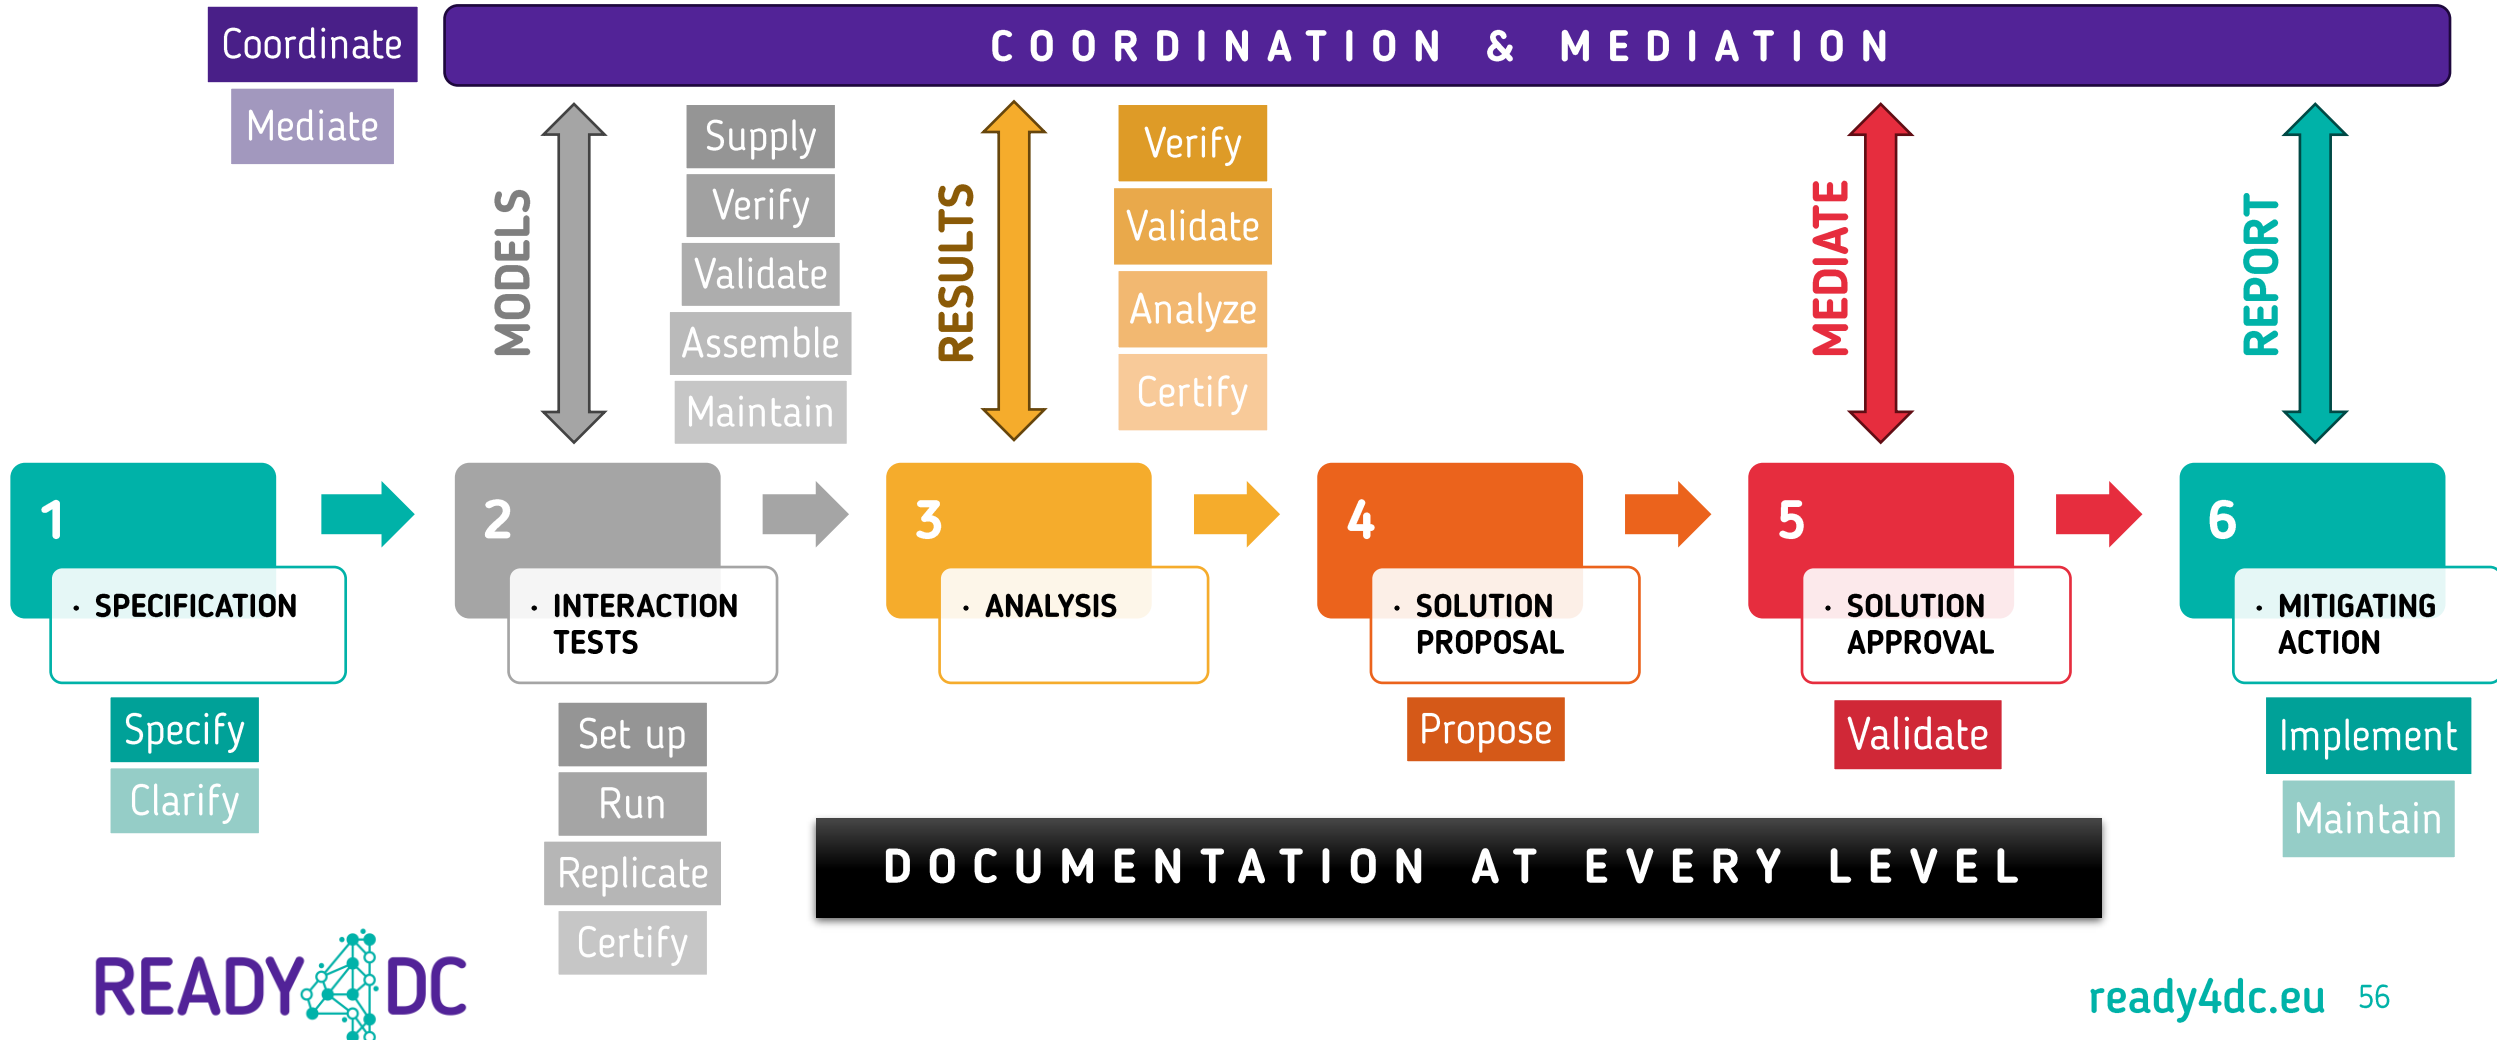 Coordinate
Mediate
COORDINATION & MEDIATION
MODELS
Supply
Verify
Validate
Assemble
Maintain
RESULTS
Verify
Validate
Analyze
Certify
MEDIATE
REPORT
1
• SPECIFICATION
Specify
Clarify
2
• INTERACTION
TESTS
Set up
Run
Replicate
Certify
3
• ANALYSIS
4
• SOLUTION
PROPOSAL
Propose
5
• SOLUTION
APPROVAL
Validate
6
• MITIGATING
ACTION
Implement
Maintain
DOCUMENTATION AT EVERY LEVEL
READY4DC
ready4dc.eu
56